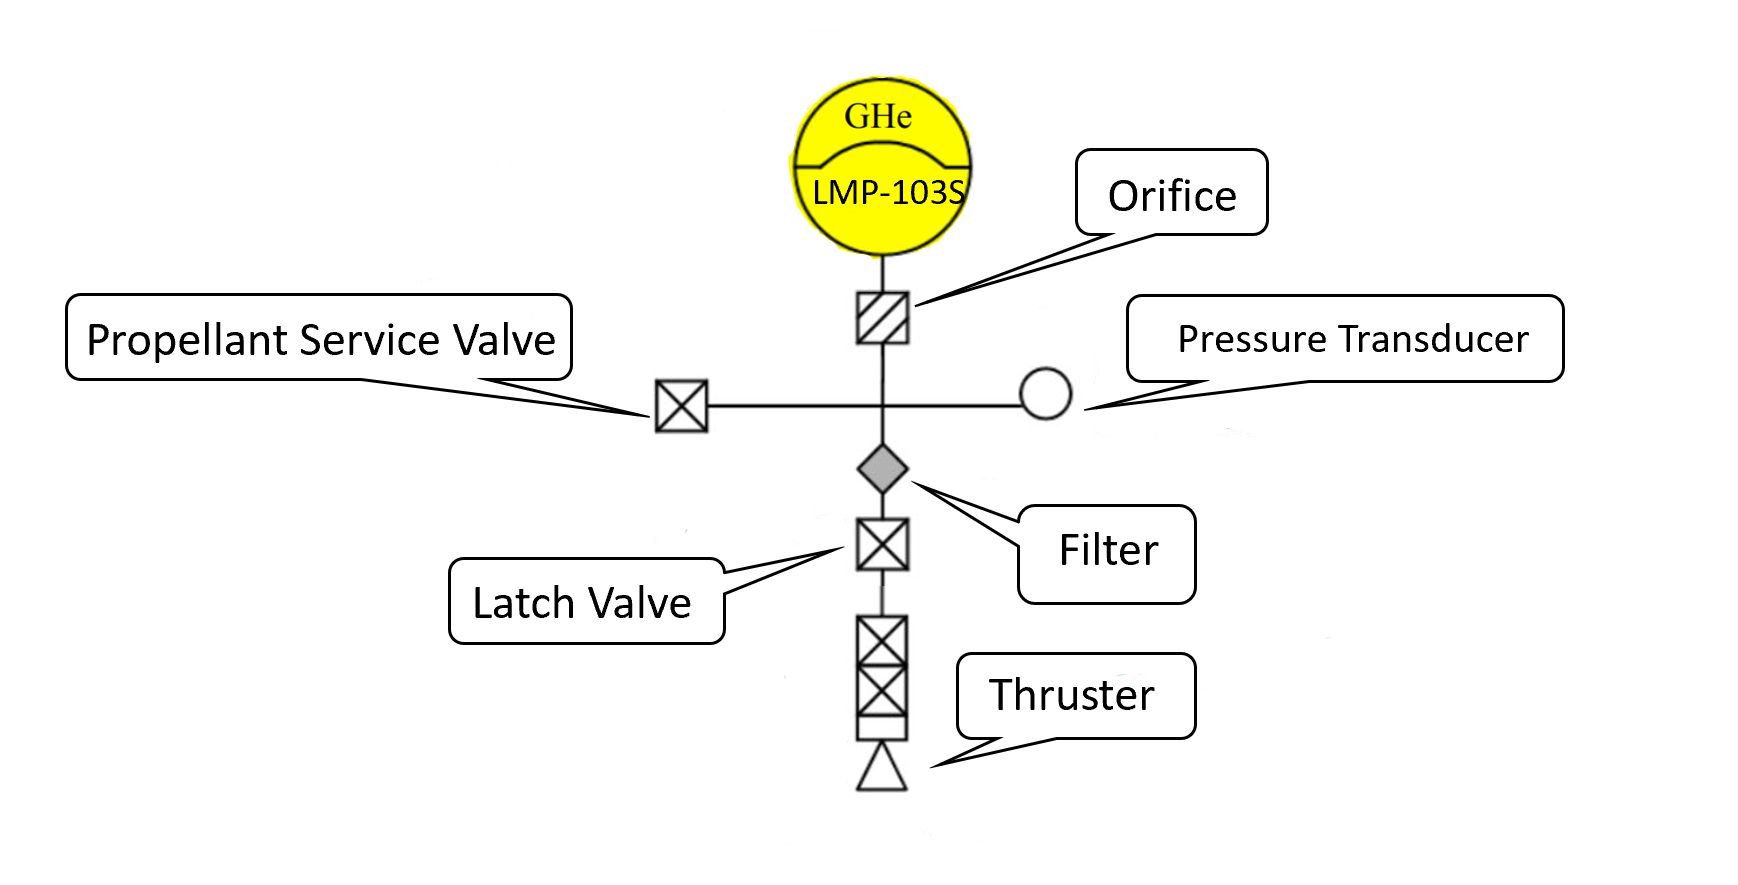 GHe
LMP-103S
Orifice
Propellant Service Valve
Pressure Transducer
Filter
Latch Valve
Thruster